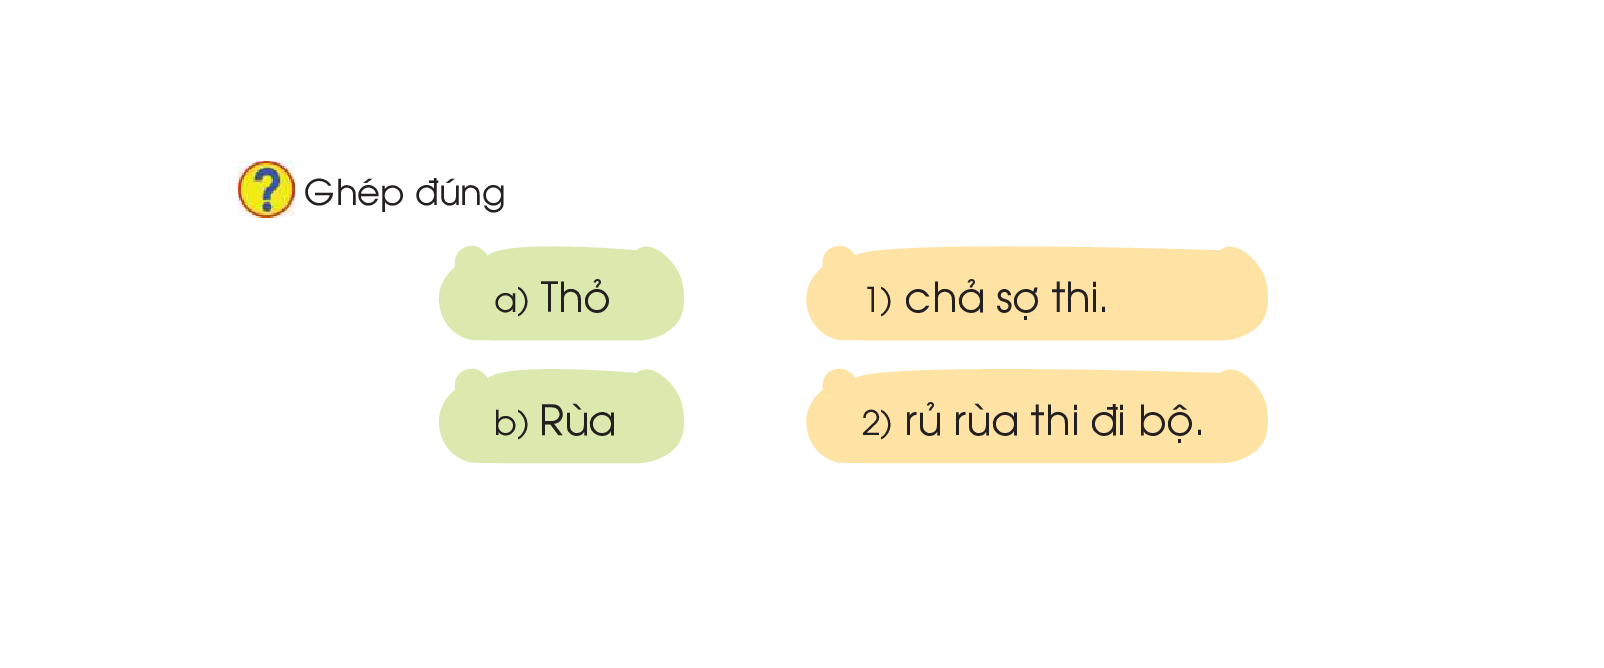 ? Ghép đúng
a) Thỏ 1) chả sợ thi.
b) Rùa 2) rủ rùa thi đi bộ.